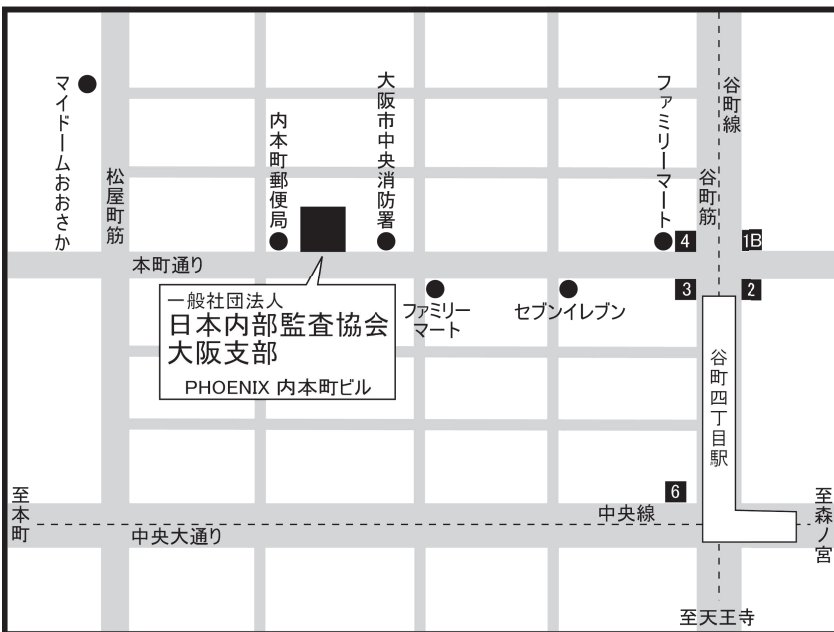 マイドームおおさか
松屋町筋
内本町郵便局
大阪市中央消防署
ファミリーマート
谷町筋
谷町線
4
1B
本町通り
3
2
ファミリー
マート
セブンイレブン
一般社団法人
日本内部監査協会
大阪支部
PHOENIX 内本町ビル
谷町四丁目駅
6
至本町
中央線
中央大通り
至森ノ宮
至天王寺